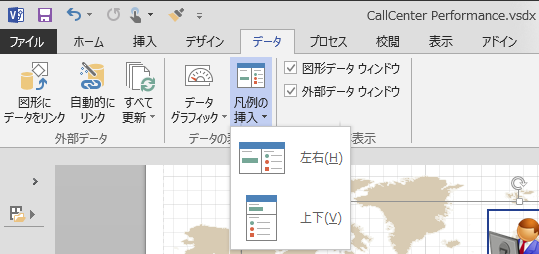 CallCenter Performance.vsdx
ファイル ホーム 挿入 デザイン データ プロセス 校閲 表示 アドイン
図形に 自動的に すべて データ 凡例の
データをリンク リンク 更新 グラフィック 挿入
図形データ ウィンドウ
外部データ ウィンドウ
外部データ データの表 表示
左右(H)
上下(V)